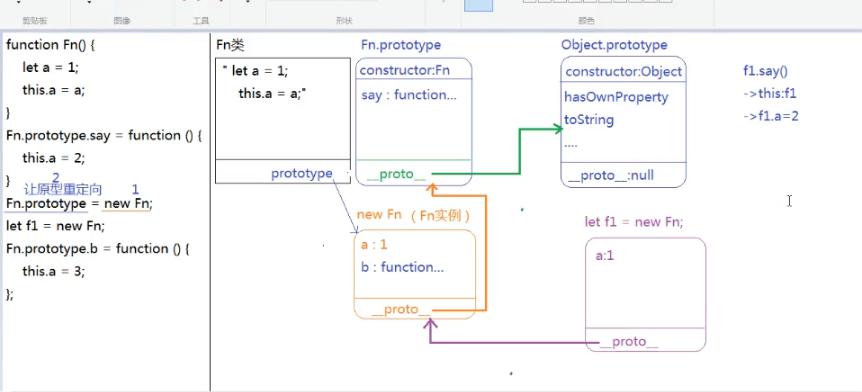 剪贴板
图像
工具
形状
颜色
function Fn() {
let a = 1;
this.a = a;
}
Fn.prototype.say = function () {
this.a = 2;
}
2
让原型重定向
1
Fn.prototype = new Fn;
let f1 = new Fn;
Fn.prototype.b = function () {
this.a = 3;
};
Fn类
" let a = 1;
this.a = a;"
prototype
Fn.prototype
constructor:Fn
say : function...
__proto__
Object.prototype
constructor:Object
hasOwnProperty
toString
....
__proto__:null
f1.say()
->this:f1
->f1.a=2
new Fn （Fn实例）
a : 1
b : function...
__proto__
let f1 = new Fn;
a:1
__proto__